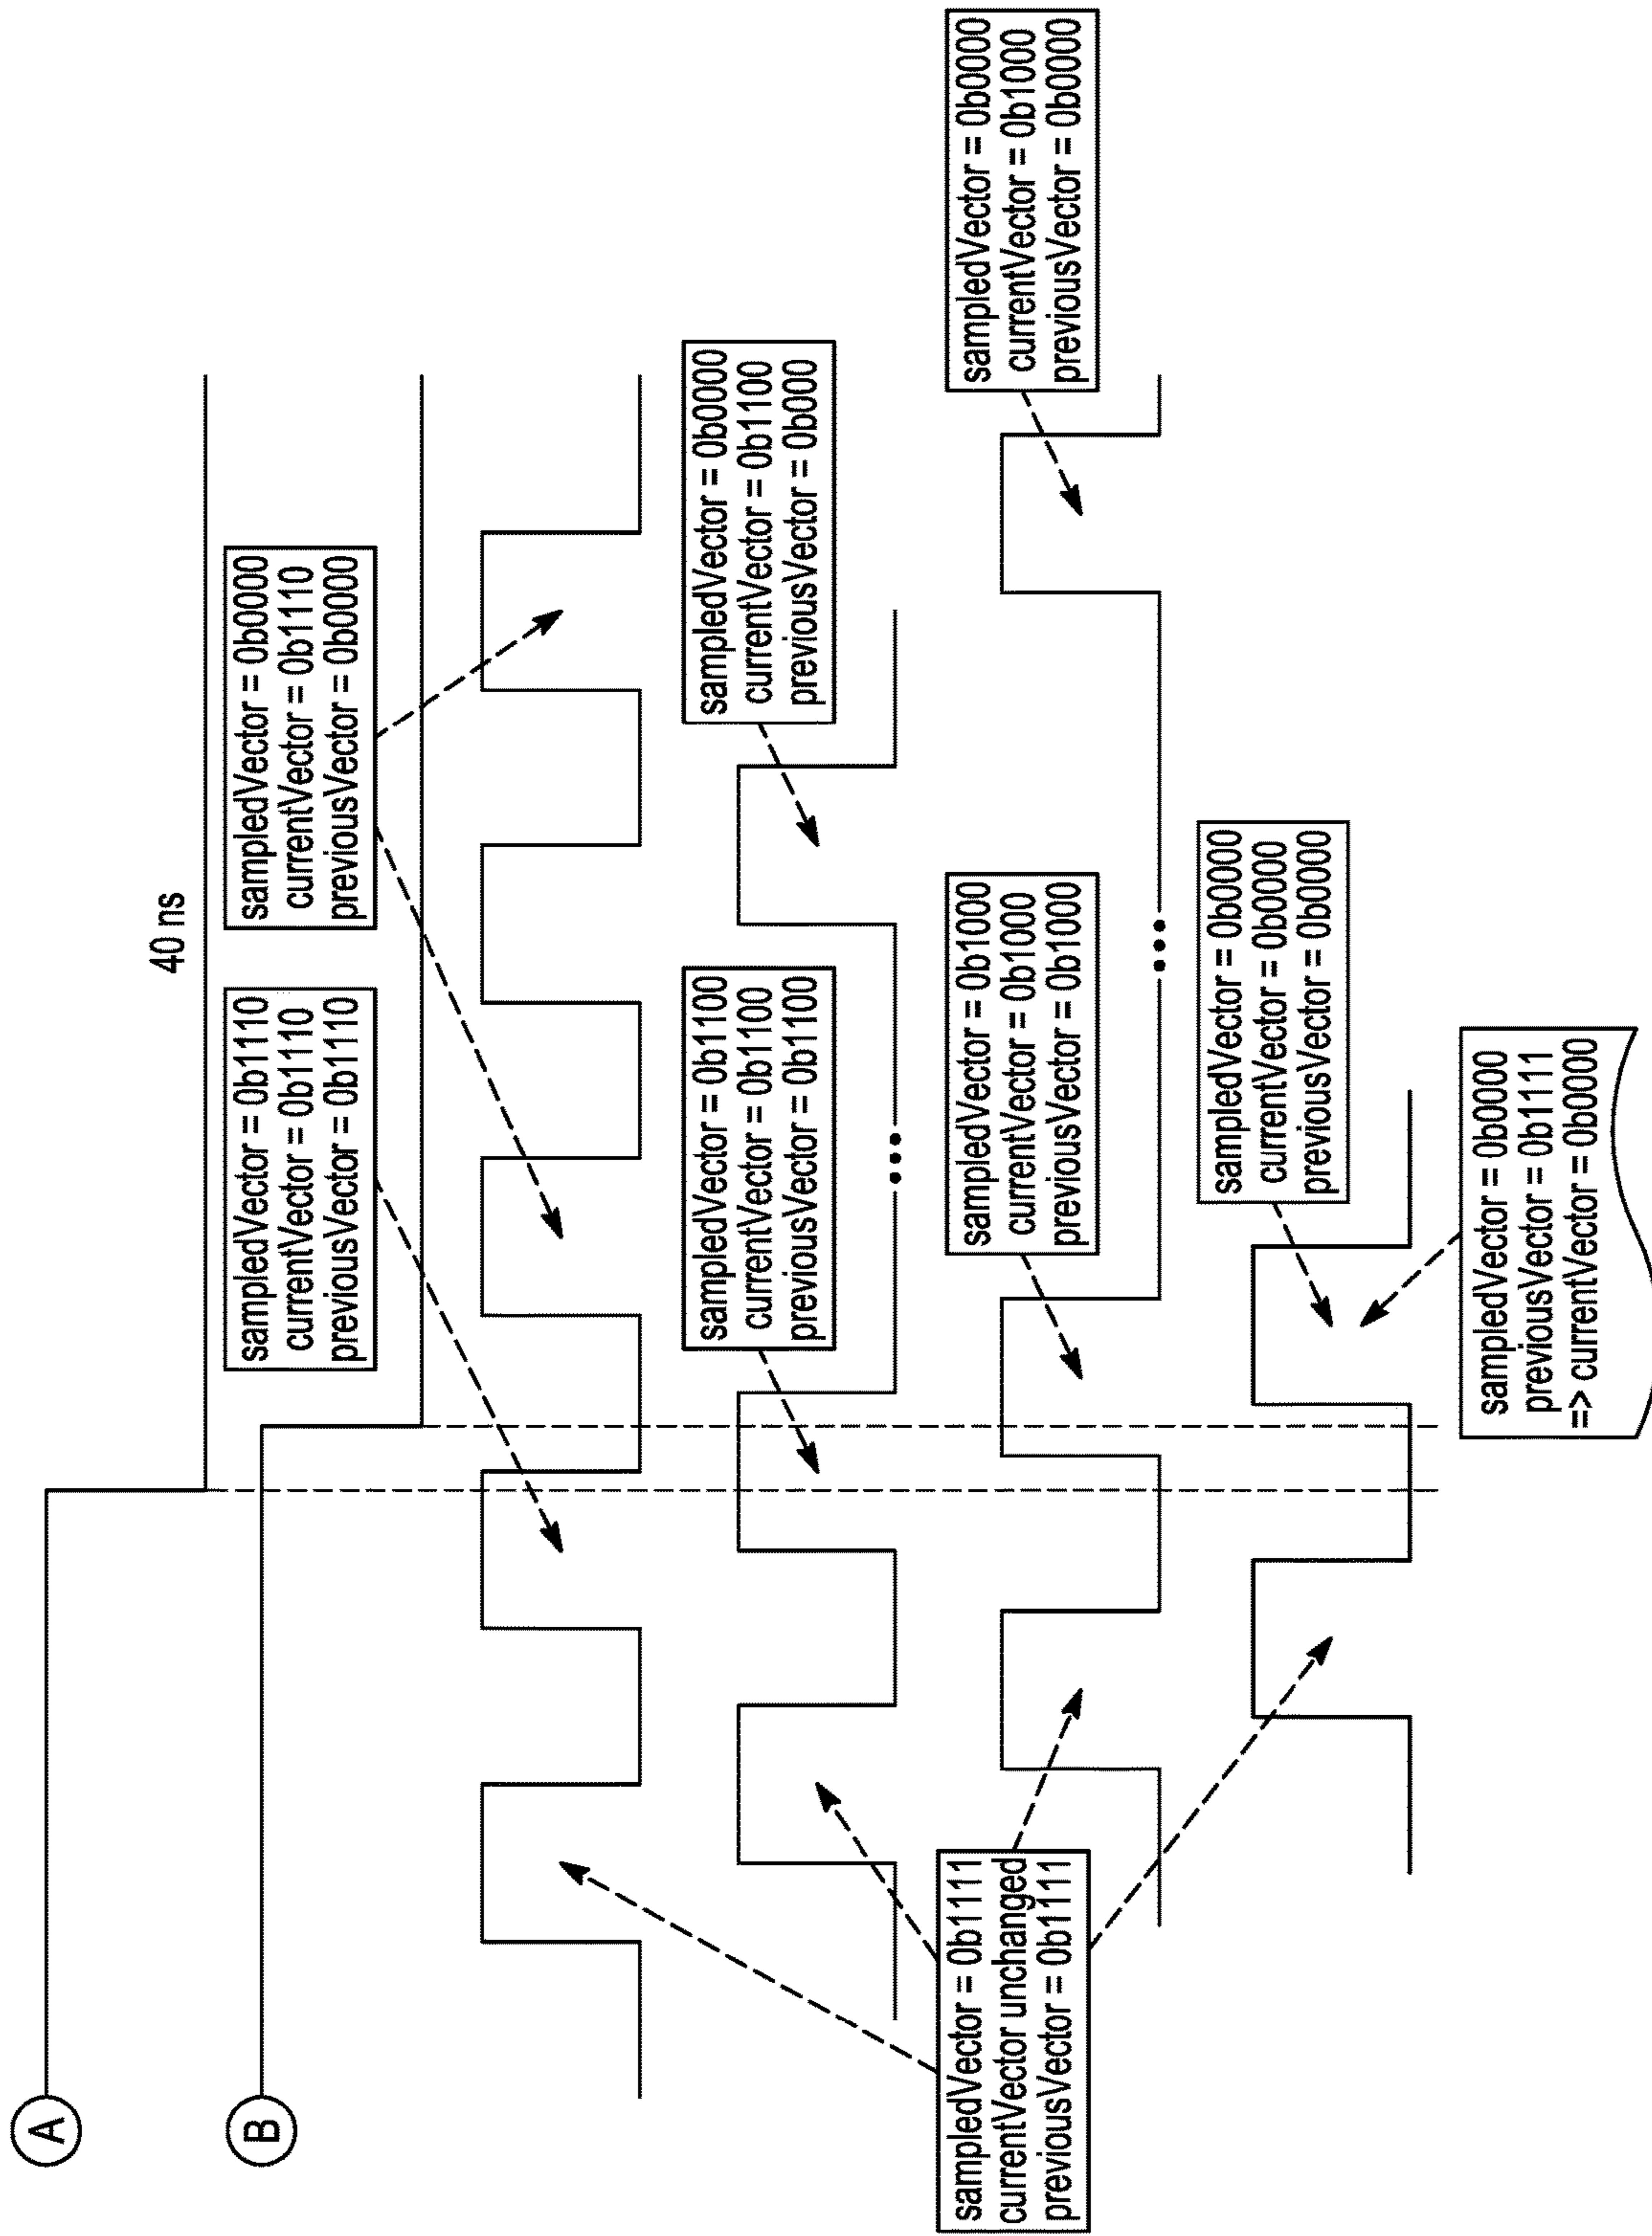 A
40 ns
B
sampledVector = 0b1110
currentVector = 0b1110
previousVector = 0b1110
sampledVector = 0b0000
currentVector = 0b1110
previousVector = 0b0000
sampledVector = 0b1100
currentVector = 0b1100
previousVector = 0b1100
sampledVector = 0b0000
currentVector = 0b1100
previousVector = 0b000
sampledVector = 0b1111
currentVector unchanged
previousVector = 0b1111
sampledVector = 0b1000
currentVector = 0b1000
previousVector = 0b1000
sampledVector = 0b0000
currentVector = 0b1000
previousVector = 0b0000
sampledVector = 0b0000
currentVector = 0b0000
previousVector = 0b0000
sampledVector = 0b0000
previousVector = 0b1111
=> currentVector = 0b0000